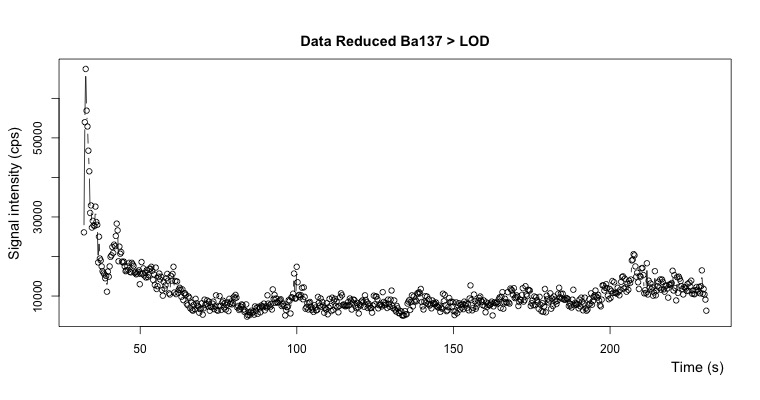 Data Reduced Ba137 > LOD
Signal intensity (cps)
50000
30000
10000
50
100
150
200
Time (s)